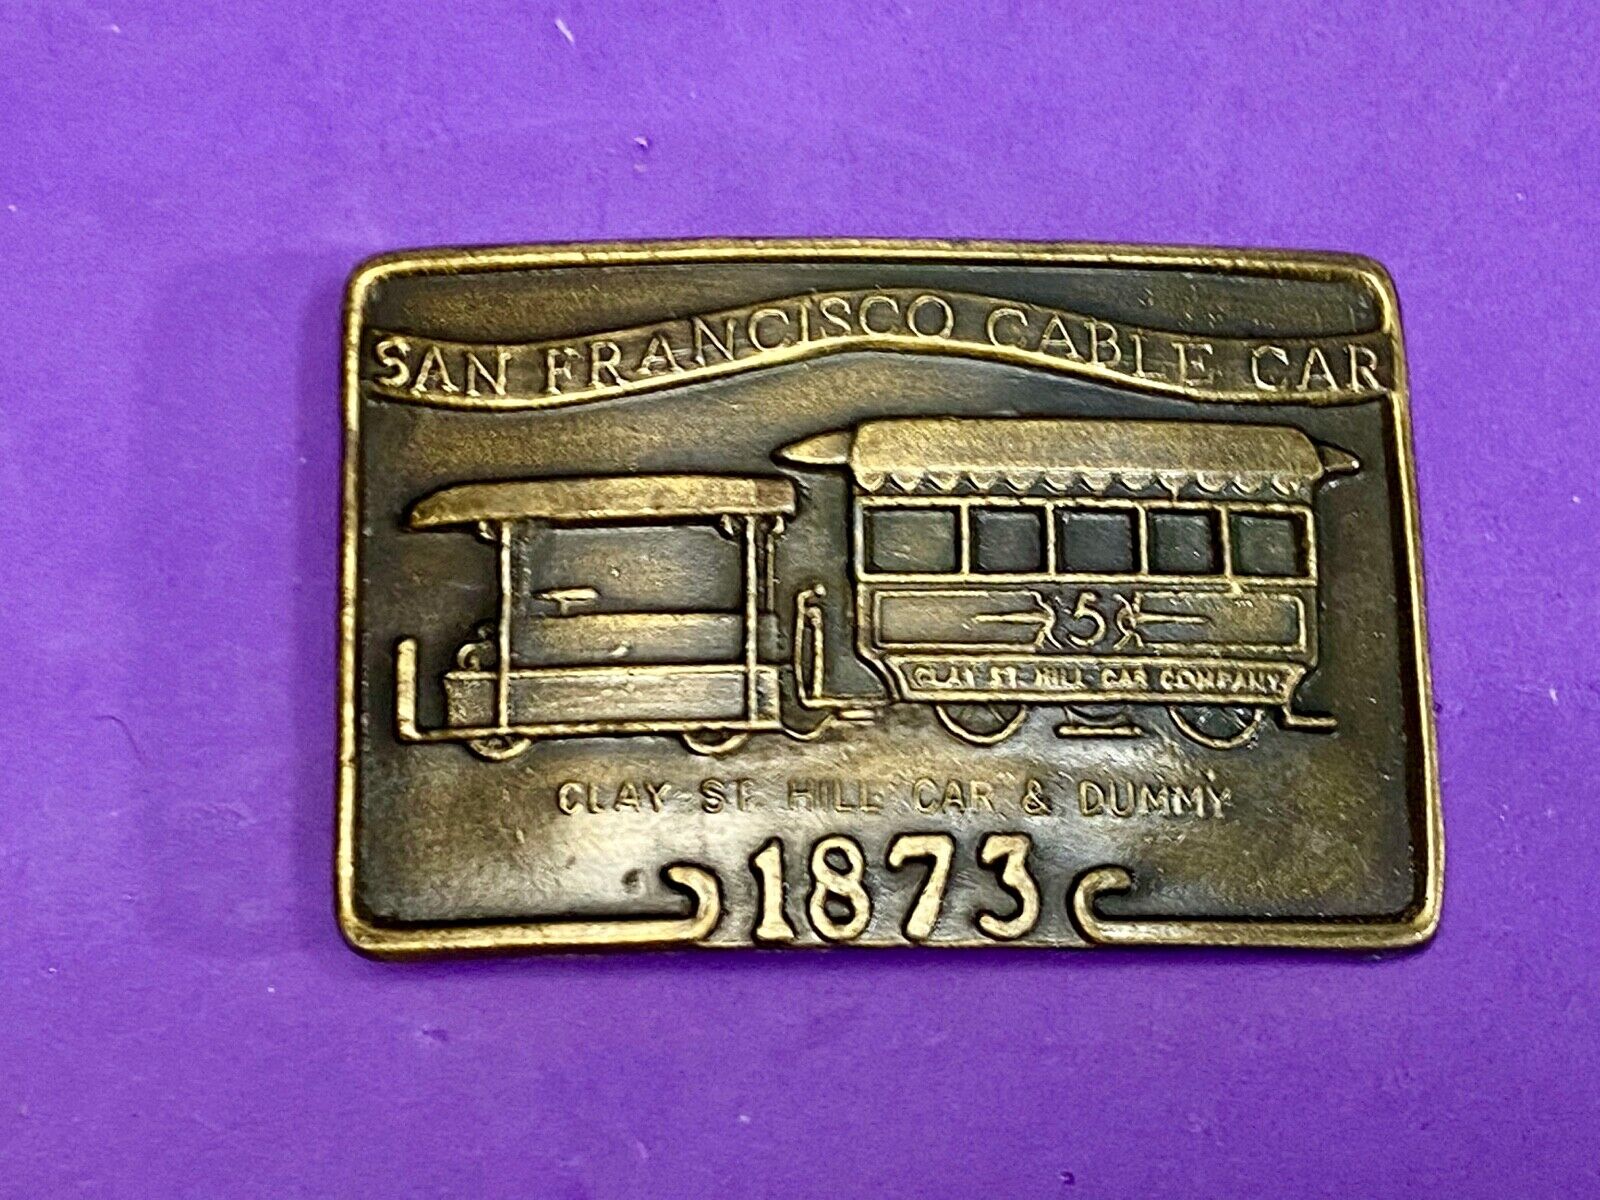 SAN FRANCISCO CABLE CAR
5
CLAY ST. HILL CAR COMPANY
CLAY ST. HILL CAR & DUMMY
1873